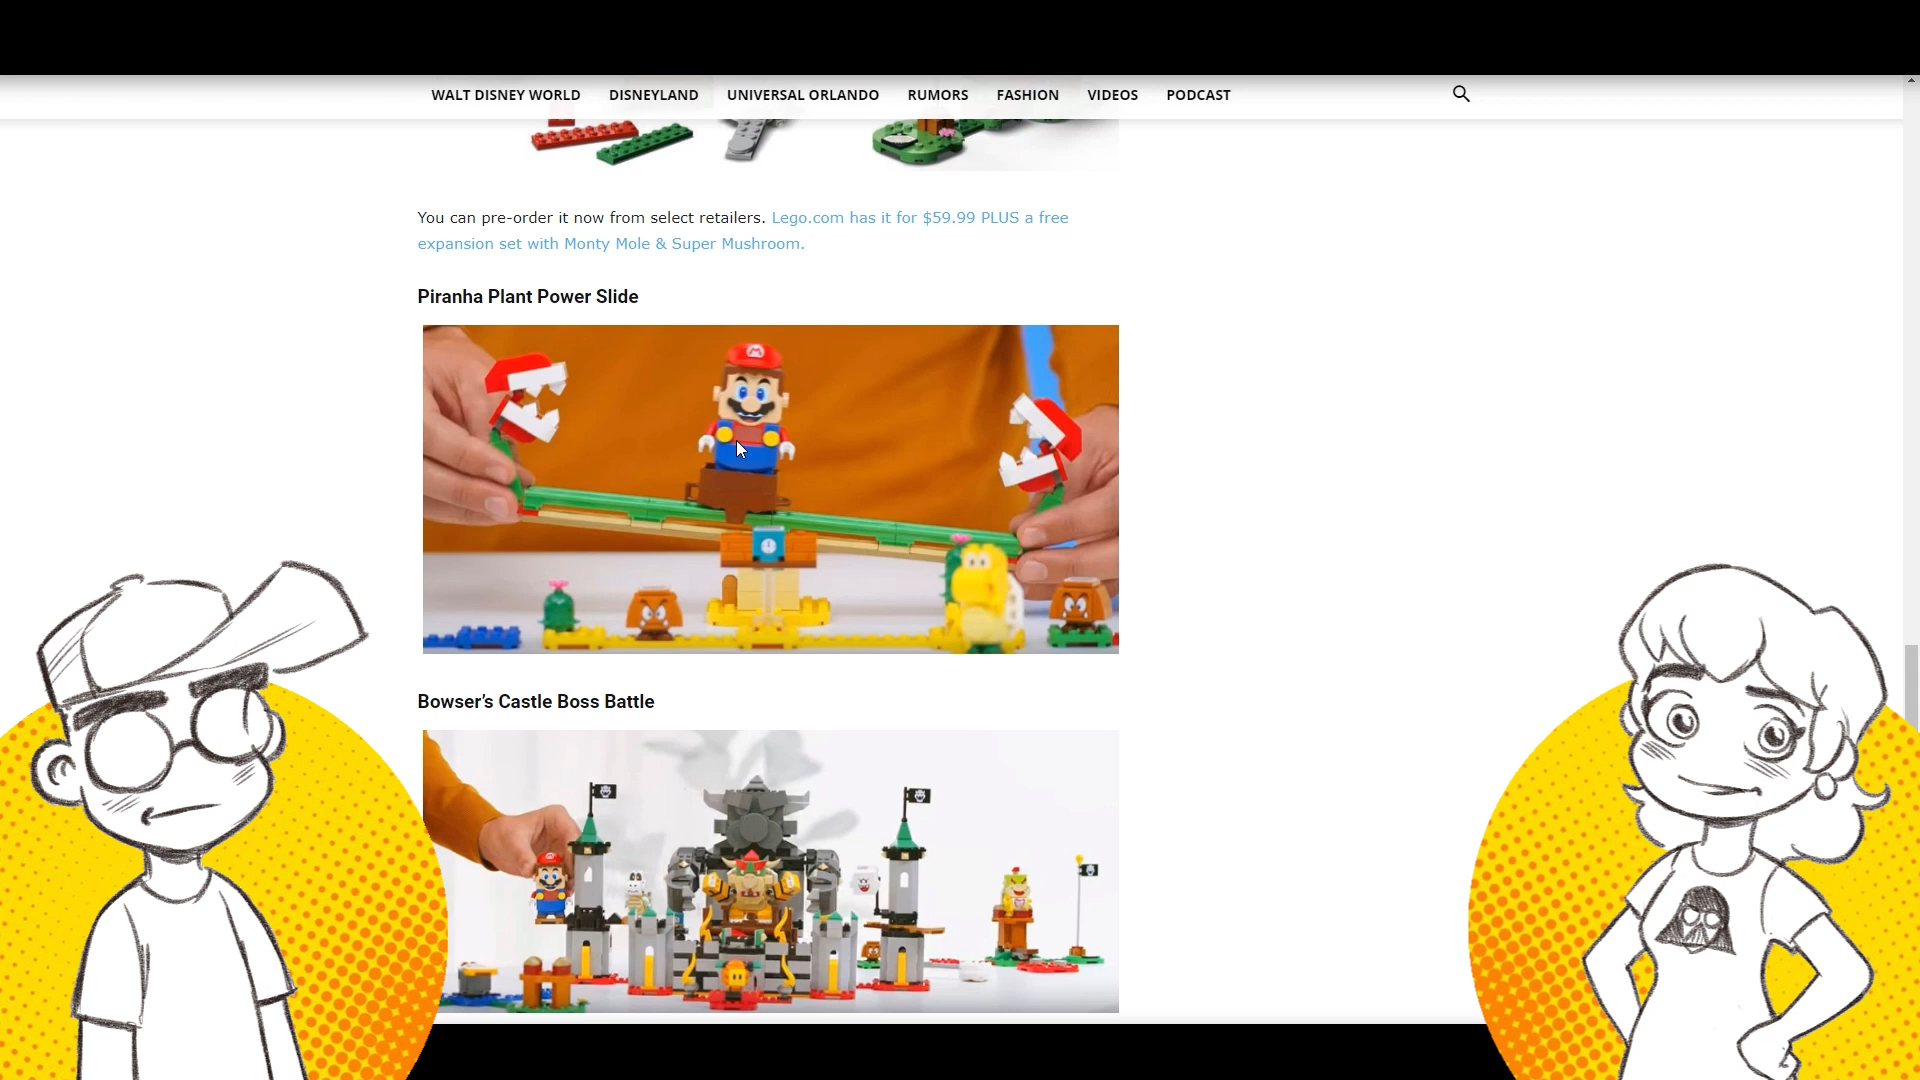 WALT DISNEY WORLD DISNEYLAND UNIVERSAL ORLANDO RUMORS FASHION VIDEOS PODCAST
You can pre-order it now from select retailers. Lego.com has it for $59.99 PLUS a free
expansion set with Monty Mole & Super Mushroom.
Piranha Plant Power Slide
M
Bowser’s Castle Boss Battle